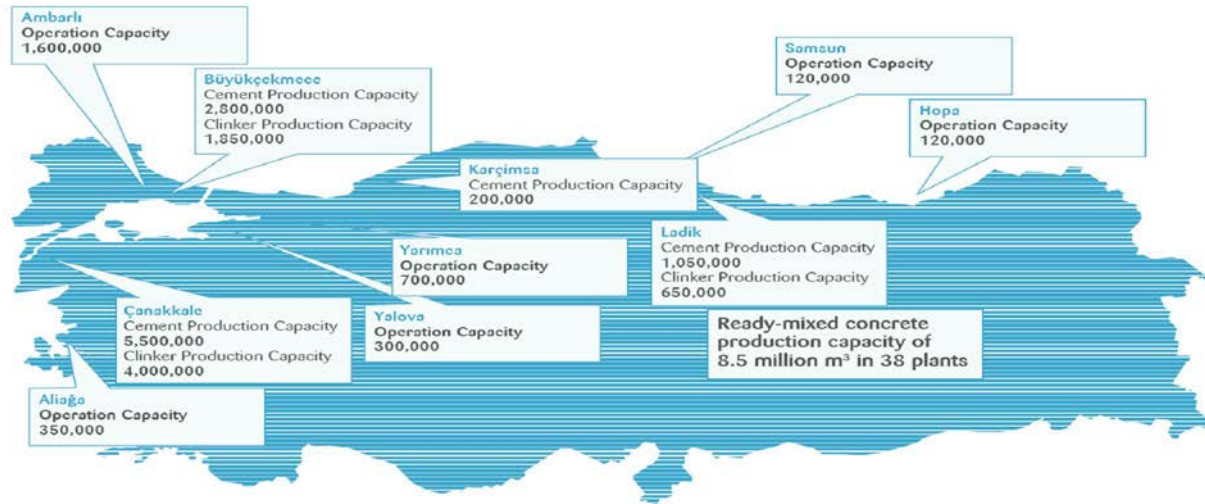 Ambarlı
Operation Capacity
1,600,000
Büyükçekmece
Cement Production Capacity
2,800,000
Clinker Production Capacity
1,850,000
Samsun
Operation Capacity
120,000
Hopa
Operation Capacity
120,000
Karçimsa
Cement Production Capacity
200,000
Ladik
Cement Production Capacity
1,050,000
Clinker Production Capacity
650,000
Yarımca
Operation Capacity
700,000
Çanakkale
Cement Production Capacity
5,500,000
Clinker Production Capacity
4,000,000
Yalova
Operation Capacity
300,000
Ready-mixed concrete
production capacity of
8.5 million m³ in 38 plants
Aliağa
Operation Capacity
350,000